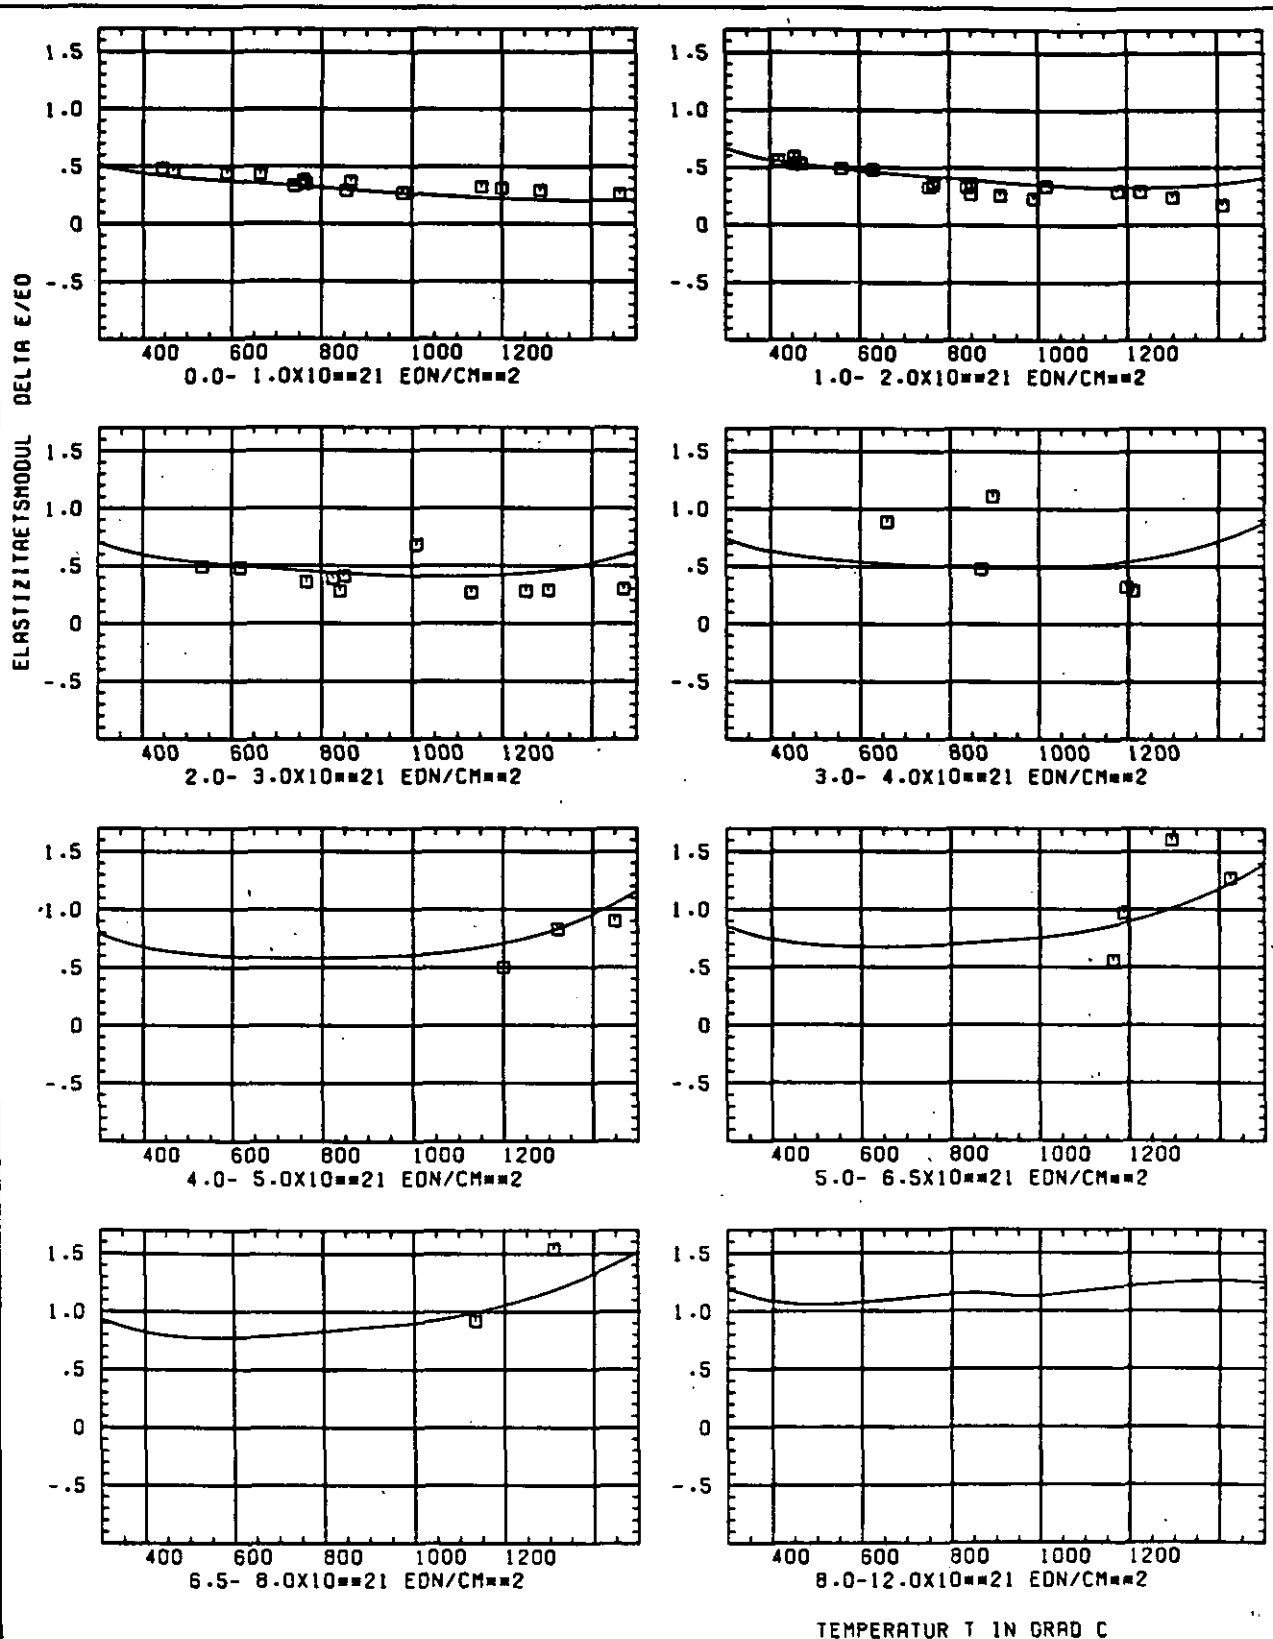 ELASTIZITAETSMODUL DELTA E/E0
1.5 1.0 .5 0 -.5
400 600 800 1000 1200
0.0- 1.0X10**21 EDN/CM**2
1.5 1.0 .5 0 -.5
400 600 800 1000 1200
1.0- 2.0X10**21 EDN/CM**2
1.5 1.0 .5 0 -.5
400 600 800 1000 1200
2.0- 3.0X10**21 EDN/CM**2
1.5 1.0 .5 0 -.5
400 600 800 1000 1200
3.0- 4.0X10**21 EDN/CM**2
1.5 1.0 .5 0 -.5
400 600 800 1000 1200
4.0- 5.0X10**21 EDN/CM**2
1.5 1.0 .5 0 -.5
400 600 800 1000 1200
5.0- 6.5X10**21 EDN/CM**2
1.5 1.0 .5 0 -.5
400 600 800 1000 1200
6.5- 8.0X10**21 EDN/CM**2
1.5 1.0 .5 0 -.5
400 600 800 1000 1200
8.0-12.0X10**21 EDN/CM**2
TEMPERATUR T IN GRAD C